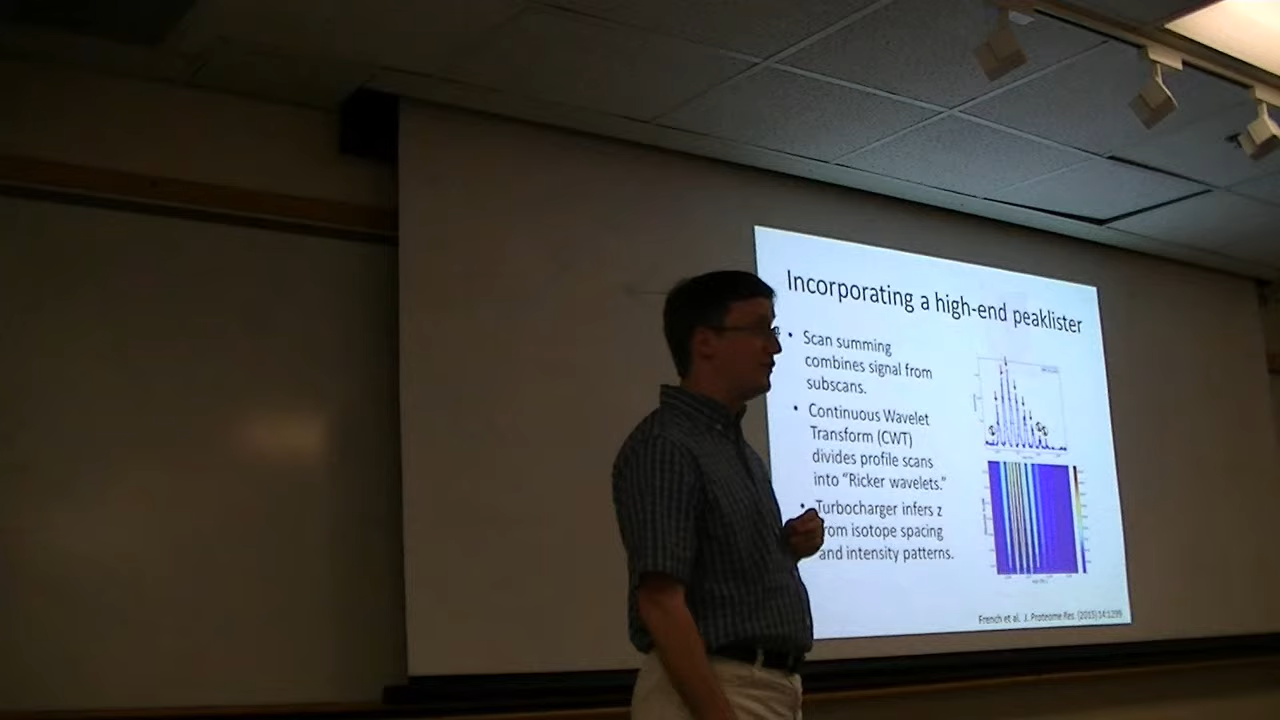 Incorporating a high-end peaklister
• Scan summing
combines signal from
subscans.
• Continuous Wavelet
Transform (CWT)
divides profile scans
into “Ricker wavelets.”
• Turbocharger infers z
from isotope spacing
and intensity patterns.
French et al. J. Proteome Res. (2015) 14:1299